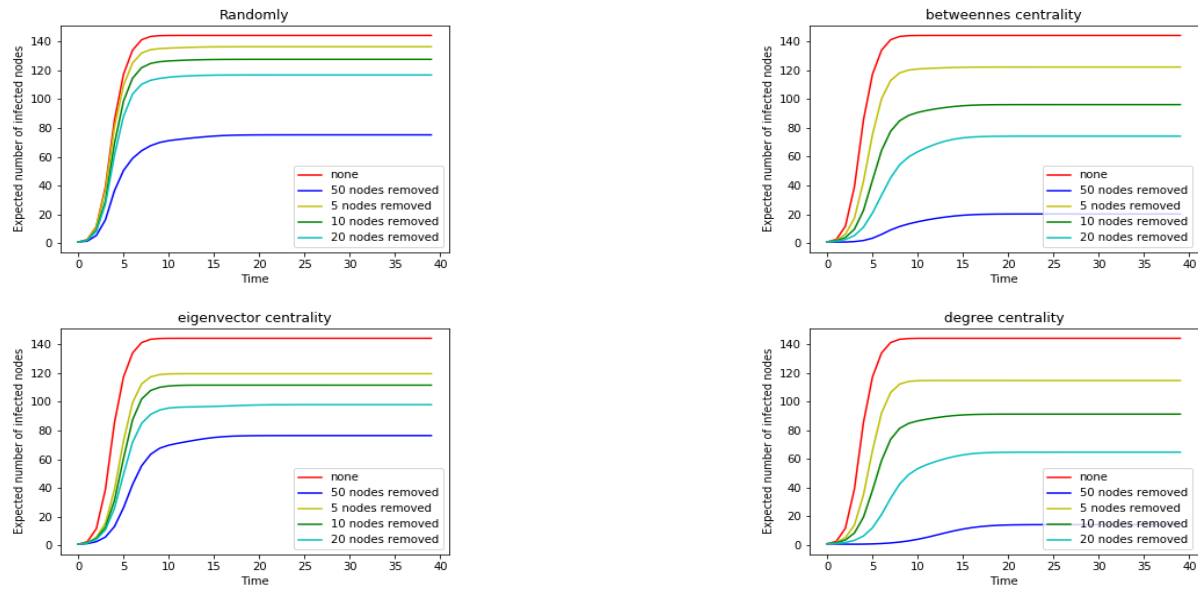 Randomly
Expected number of infected nodes
140
120
100
80
60
40
20
0
none
50 nodes removed
5 nodes removed
10 nodes removed
20 nodes removed
0 5 10 15 20 25 30 35 40
Time
betweennes centrality
Expected number of infected nodes
140
120
100
80
60
40
20
0
none
50 nodes removed
5 nodes removed
10 nodes removed
20 nodes removed
0 5 10 15 20 25 30 35 40
Time
eigenvector centrality
Expected number of infected nodes
140
120
100
80
60
40
20
0
none
50 nodes removed
5 nodes removed
10 nodes removed
20 nodes removed
0 5 10 15 20 25 30 35 40
Time
degree centrality
Expected number of infected nodes
140
120
100
80
60
40
20
0
none
50 nodes removed
5 nodes removed
10 nodes removed
20 nodes removed
0 5 10 15 20 25 30 35 40
Time